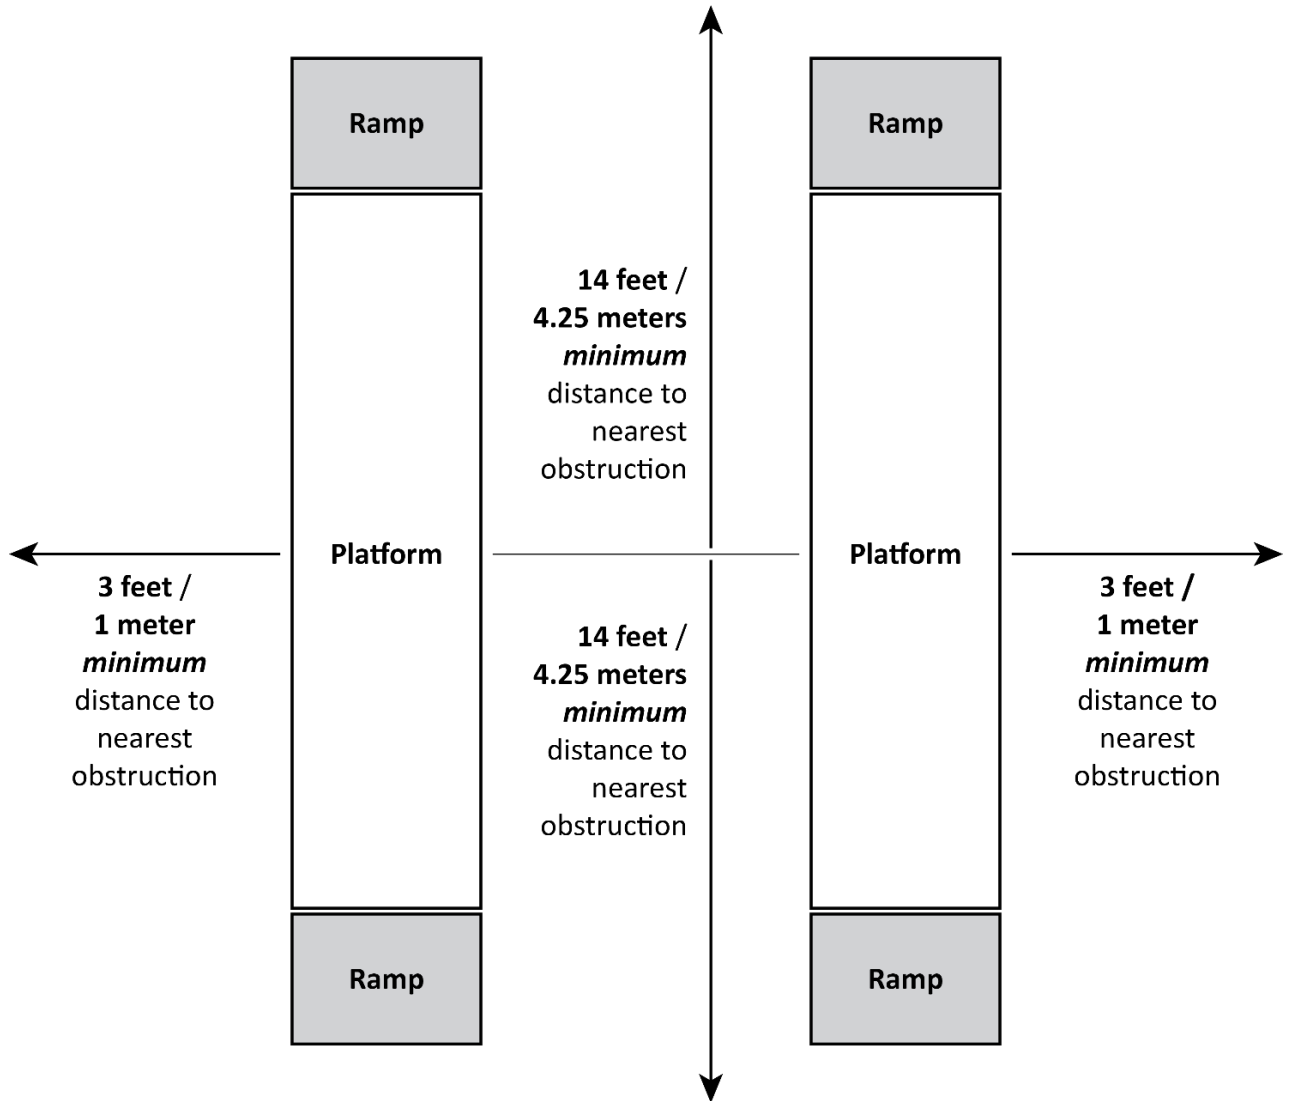 Ramp
Ramp
14 feet /
4.25 meters
minimum
distance to
nearest
obstruction
Platform
Platform
3 feet /
1 meter
minimum
distance to
nearest
obstruction
14 feet /
4.25 meters
minimum
distance to
nearest
obstruction
3 feet /
1 meter
minimum
distance to
nearest
obstruction
Ramp
Ramp